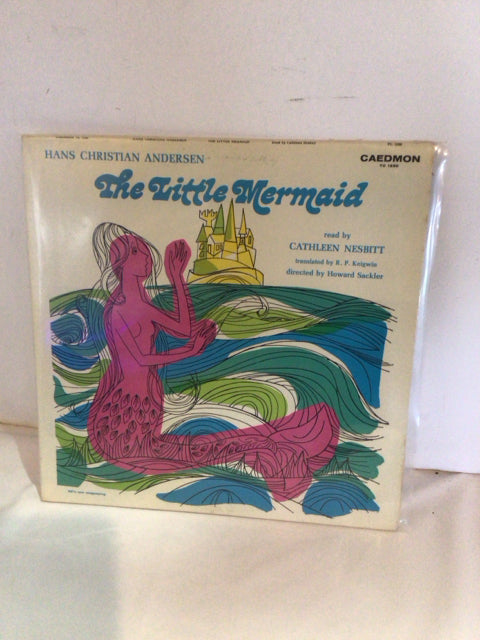 HANS CHRISTIAN ANDERSEN
CAEDMON
The Little Mermaid
read by
CATHLEEN NESBITT
translated by R. P. Keigwin
directed by Howard Sackler